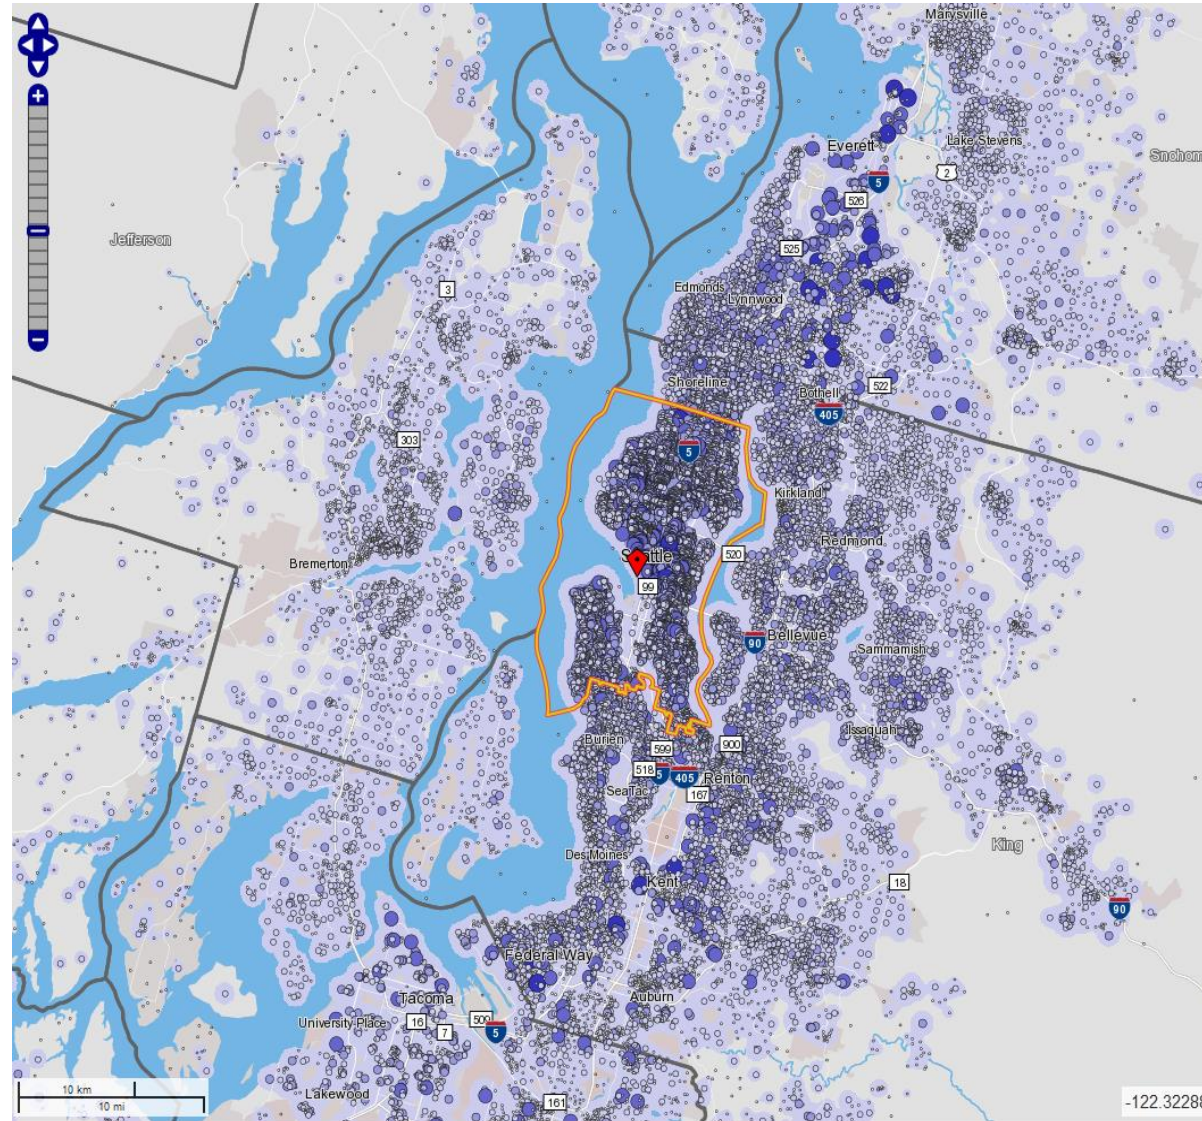 Marysville
Everett
Lake Stevens
5
2
Snohom
526
Jefferson
525
3
Edmonds
Lynnwood
Shoreline
522
Bothell
405
303
5
Kirkland
Redmond
520
Bremerton
Seattle
99
90
Bellevue
Sammamish
Burien
599
900
Issaquah
518
5
405
Renton
SeaTac
167
King
Des Moines
Kent
18
90
Federal Way
Tacoma
Auburn
University Place
16
509
7
5
10 km
10 mi
Lakewood
161
-122.32288